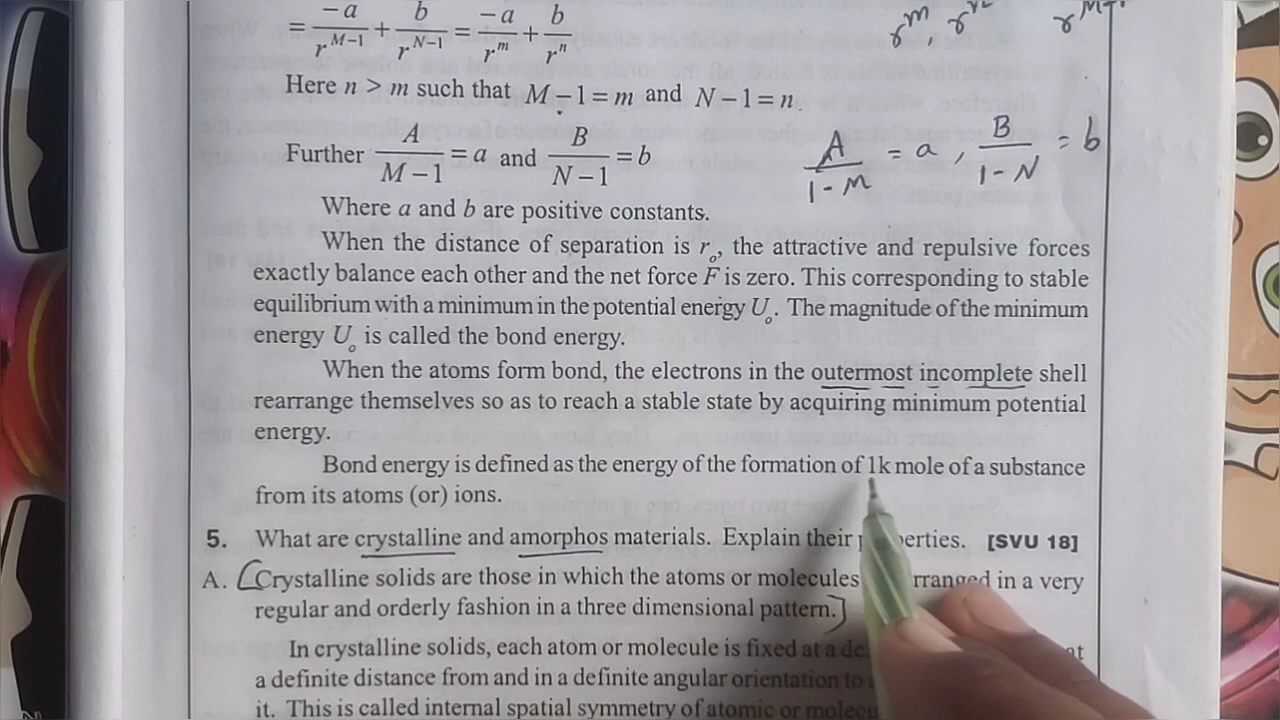 = -a/r^(M-1) + b/r^(N-1) = -a/r^m + b/r^n
r^m
Here n > m such that M-1=m and N-1=n.
Further A/(M-1) = a and B/(N-1) = b
A/(1-M) = a, B/(1-N) = b
Where a and b are positive constants.
When the distance of separation is r_o, the attractive and repulsive forces
exactly balance each other and the net force F is zero. This corresponding to stable
equilibrium with a minimum in the potential energy U_o. The magnitude of the minimum
energy U_o is called the bond energy.
When the atoms form bond, the electrons in the outermost incomplete shell
rearrange themselves so as to reach a stable state by acquiring minimum potential
energy.
Bond energy is defined as the energy of the formation of 1k mole of a substance
from its atoms (or) ions.
5. What are crystalline and amorphos materials. Explain their [SVU 18]
A. Crystalline solids are those in which the atoms or molecules in a very
regular and orderly fashion in a three dimensional pattern.
In crystalline solids, each atom or molecule is fixed at a
a definite distance from and in a definite angular orientation to
it. This is called internal spatial symmetry of atomic or